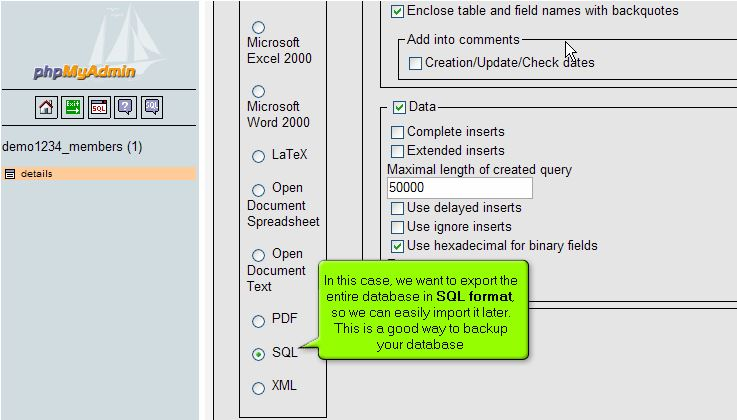 phpMyAdmin
Exit
SQL
?
SQL
demo1234_members (1)
details
Microsoft
Excel 2000
Microsoft
Word 2000
LaTeX
Open
Document
Spreadsheet
Open
Document
Text
PDF
SQL
XML
Enclose table and field names with backquotes
Add into comments
Creation/Update/Check dates
Data
Complete inserts
Extended inserts
Maximal length of created query
50000
Use delayed inserts
Use ignore inserts
Use hexadecimal for binary fields
In this case, we want to export the
entire database in SQL format,
so we can easily import it later.
This is a good way to backup
your database